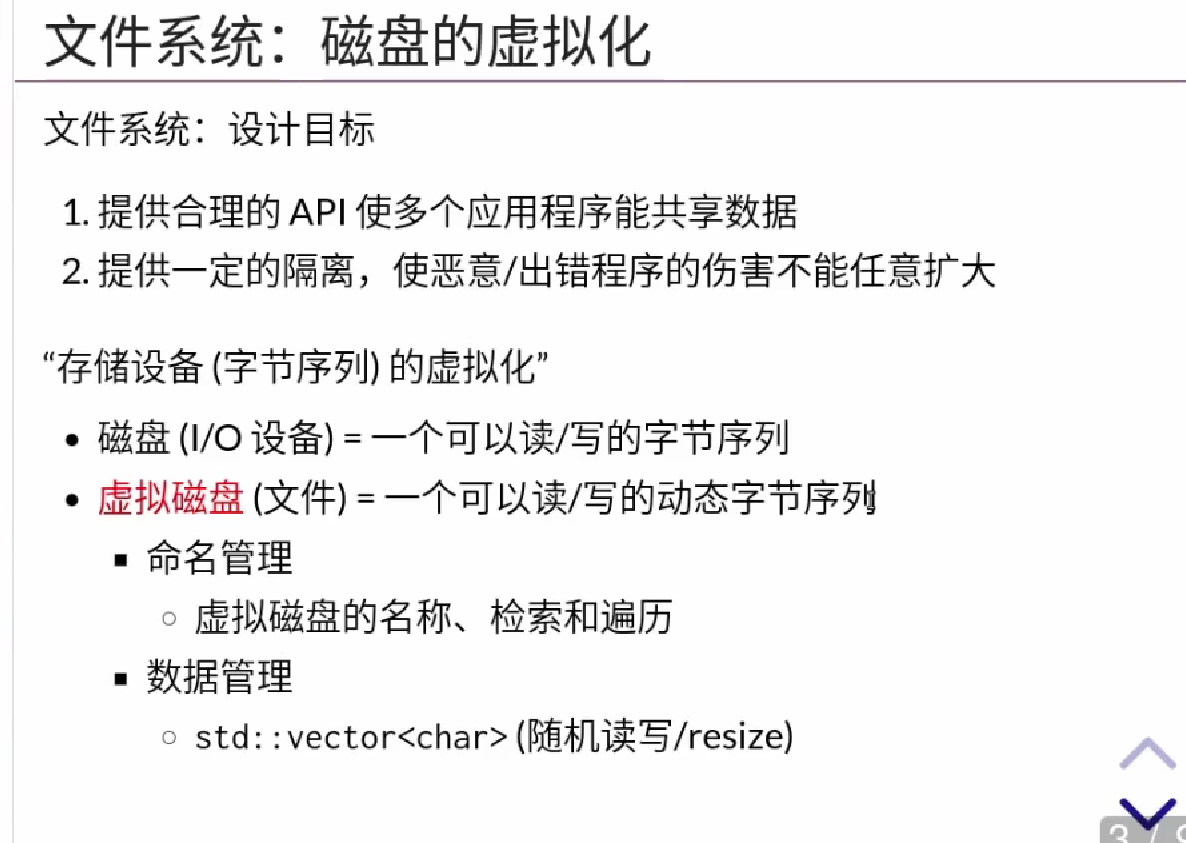 文件系统：磁盘的虚拟化
文件系统：设计目标
1. 提供合理的 API 使多个应用程序能共享数据
2. 提供一定的隔离，使恶意/出错程序的伤害不能任意扩大
“存储设备 (字节序列) 的虚拟化”
• 磁盘 (I/O 设备) = 一个可以读/写的字节序列
• 虚拟磁盘 (文件) = 一个可以读/写的动态字节序列
▪ 命名管理
◦ 虚拟磁盘的名称、检索和遍历
▪ 数据管理
◦ std::vector<char> (随机读写/resize)
3 /